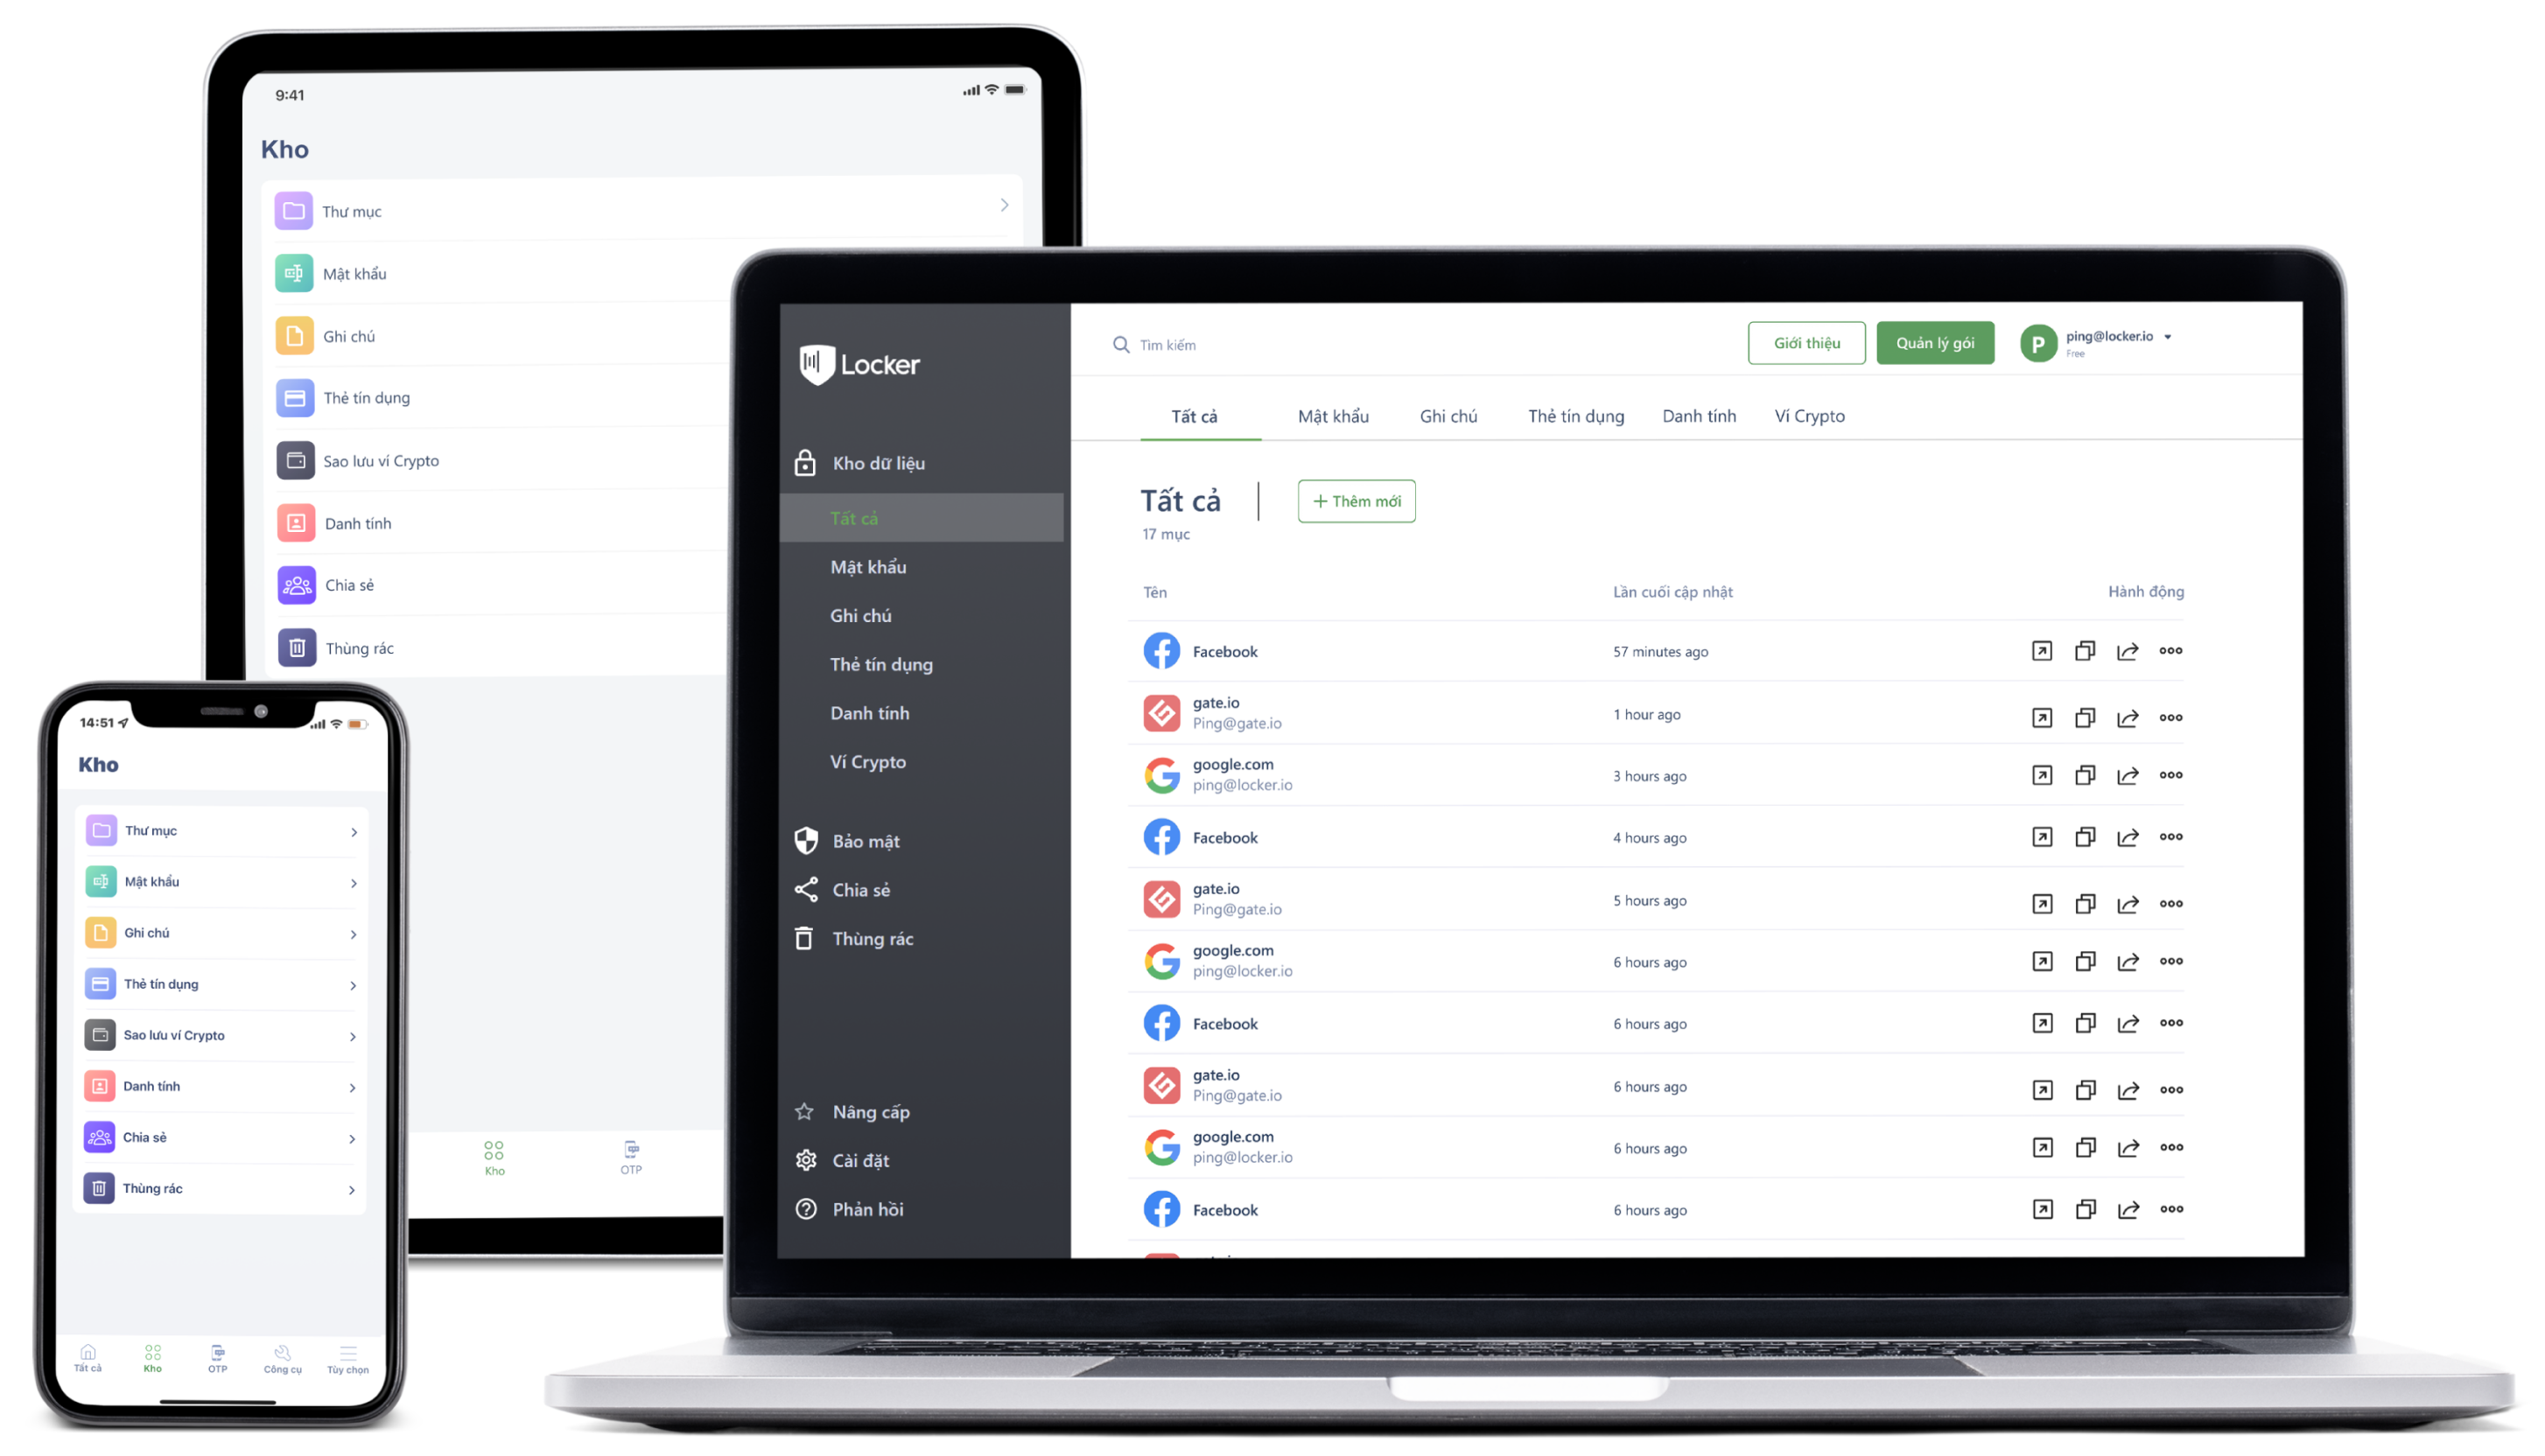 9:41
Kho
Thư mục
Mật khẩu
Ghi chú
Thẻ tín dụng
Sao lưu ví Crypto
Danh tính
Chia sẻ
Thùng rác
Kho
OTP
14:51
Kho
Thư mục
Mật khẩu
Ghi chú
Thẻ tín dụng
Sao lưu ví Crypto
Danh tính
Chia sẻ
Thùng rác
Tất cả
Kho
OTP
Công cụ
Tùy chọn
Locker
Kho dữ liệu
Tất cả
Mật khẩu
Ghi chú
Thẻ tín dụng
Danh tính
Ví Crypto
Bảo mật
Chia sẻ
Thùng rác
Nâng cấp
Cài đặt
Phản hồi
Tìm kiếm
Giới thiệu
Quản lý gói
P
ping@locker.io
Free
Tất cả Mật khẩu Ghi chú Thẻ tín dụng Danh tính Ví Crypto
Tất cả
+ Thêm mới
17 mục
Tên Lần cuối cập nhật Hành động
Facebook 57 minutes ago
gate.io
Ping@gate.io
1 hour ago
google.com
ping@locker.io
3 hours ago
Facebook 4 hours ago
gate.io
Ping@gate.io
5 hours ago
google.com
ping@locker.io
6 hours ago
Facebook 6 hours ago
gate.io
Ping@gate.io
6 hours ago
google.com
ping@locker.io
6 hours ago
Facebook 6 hours ago